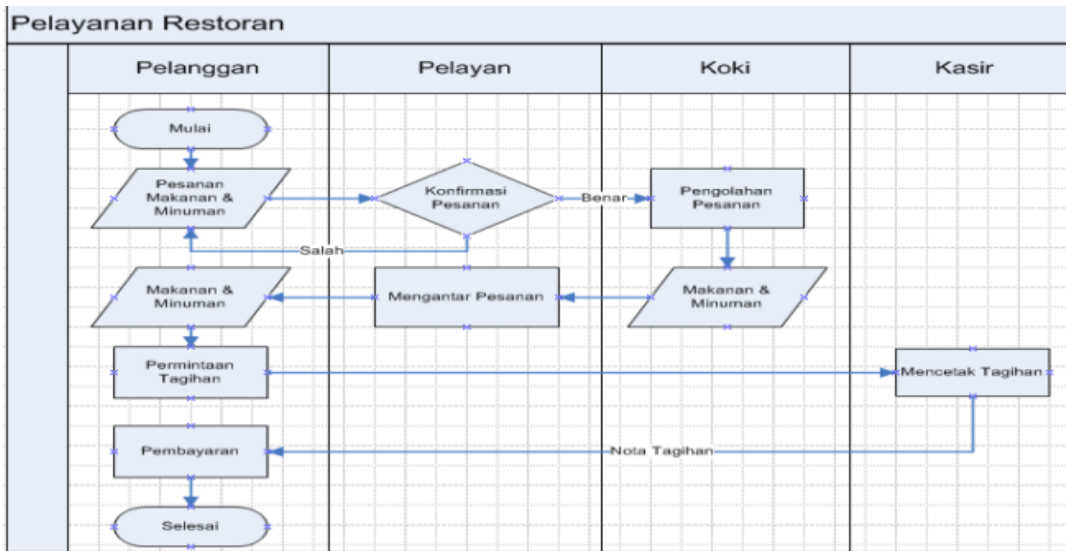 Pelayanan Restoran
Pelanggan
Pelayan
Koki
Kasir
Mulai
Pesanan
Makanan &
Minuman
Konfirmasi
Pesanan
Benar
Pengolahan
Pesanan
Salah
Makanan &
Minuman
Mengantar Pesanan
Makanan &
Minuman
Permintaan
Tagihan
Mencetak Tagihan
Pembayaran
Nota Tagihan
Selesai